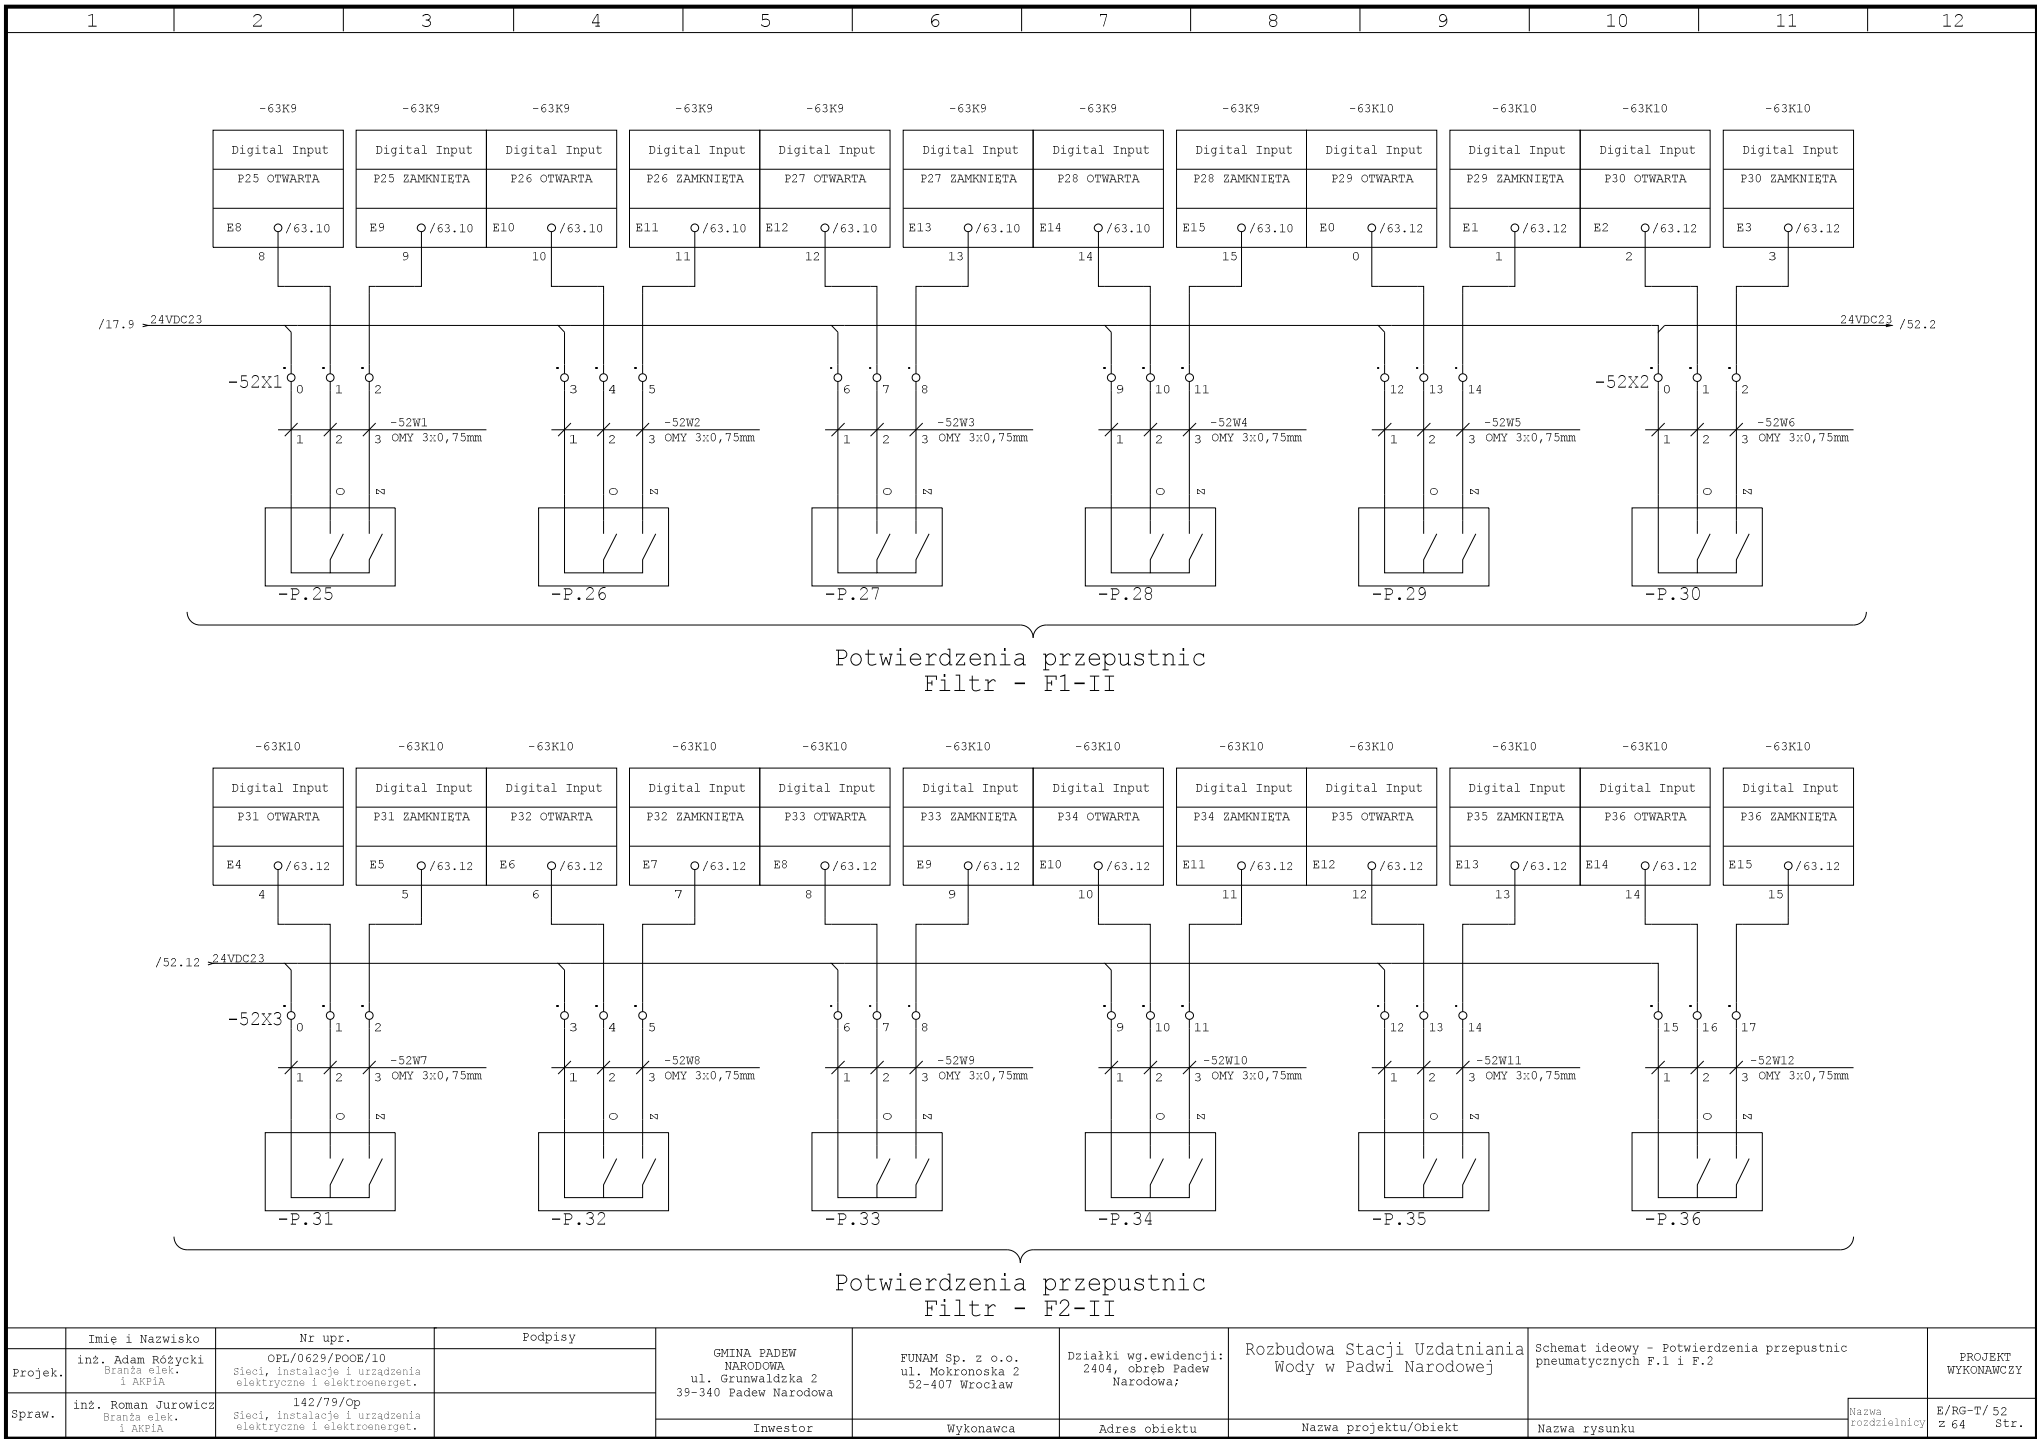 1 2 3 4 5 6 7 8 9 10 11 12
-63K9 -63K9 -63K9 -63K9 -63K9 -63K9 -63K9 -63K9 -63K10 -63K10 -63K10 -63K10
Digital Input Digital Input Digital Input Digital Input Digital Input Digital Input Digital Input Digital Input Digital Input Digital Input Digital Input Digital Input
P25 OTWARTA P25 ZAMKNIĘTA P26 OTWARTA P26 ZAMKNIĘTA P27 OTWARTA P27 ZAMKNIĘTA P28 OTWARTA P28 ZAMKNIĘTA P29 OTWARTA P29 ZAMKNIĘTA P30 OTWARTA P30 ZAMKNIĘTA
E8 /63.10 E9 /63.10 E10 /63.10 E11 /63.10 E12 /63.10 E13 /63.10 E14 /63.10 E15 /63.10 E0 /63.12 E1 /63.12 E2 /63.12 E3 /63.12
8 9 10 11 12 13 14 15 0 1 2 3
/17.9 24VDC23 24VDC23 /52.2
-52X1 0 1 2 3 4 5 6 7 8 9 10 11 12 13 14 -52X2 0 1 2
-52W1 -52W2 -52W3 -52W4 -52W5 -52W6
1 2 3 OMY 3x0,75mm 1 2 3 OMY 3x0,75mm 1 2 3 OMY 3x0,75mm 1 2 3 OMY 3x0,75mm 1 2 3 OMY 3x0,75mm 1 2 3 OMY 3x0,75mm
O Z O Z O Z O Z O Z O Z
-P.25 -P.26 -P.27 -P.28 -P.29 -P.30
Potwierdzenia przepustnic
Filtr - F1-II
-63K10 -63K10 -63K10 -63K10 -63K10 -63K10 -63K10 -63K10 -63K10 -63K10 -63K10 -63K10
Digital Input Digital Input Digital Input Digital Input Digital Input Digital Input Digital Input Digital Input Digital Input Digital Input Digital Input Digital Input
P31 OTWARTA P31 ZAMKNIĘTA P32 OTWARTA P32 ZAMKNIĘTA P33 OTWARTA P33 ZAMKNIĘTA P34 OTWARTA P34 ZAMKNIĘTA P35 OTWARTA P35 ZAMKNIĘTA P36 OTWARTA P36 ZAMKNIĘTA
E4 /63.12 E5 /63.12 E6 /63.12 E7 /63.12 E8 /63.12 E9 /63.12 E10 /63.12 E11 /63.12 E12 /63.12 E13 /63.12 E14 /63.12 E15 /63.12
4 5 6 7 8 9 10 11 12 13 14 15
/52.12 24VDC23
-52X3 0 1 2 3 4 5 6 7 8 9 10 11 12 13 14 15 16 17
-52W7 -52W8 -52W9 -52W10 -52W11 -52W12
1 2 3 OMY 3x0,75mm 1 2 3 OMY 3x0,75mm 1 2 3 OMY 3x0,75mm 1 2 3 OMY 3x0,75mm 1 2 3 OMY 3x0,75mm 1 2 3 OMY 3x0,75mm
O Z O Z O Z O Z O Z O Z
-P.31 -P.32 -P.33 -P.34 -P.35 -P.36
Potwierdzenia przepustnic
Filtr - F2-II
Imię i Nazwisko Nr upr. Podpisy
Projek. inż. Adam Różycki
Branża elek.
i AKPiA
OPL/0629/POOE/10
Sieci, instalacje i urządzenia
elektryczne i elektroenerget.
Spraw. inż. Roman Jurowicz
Branża elek.
i AKPiA
142/79/Op
Sieci, instalacje i urządzenia
elektryczne i elektroenerget.
GMINA PADEW
NARODOWA
ul. Grunwaldzka 2
39-340 Padew Narodowa
Inwestor
FUNAM Sp. z o.o.
ul. Mokronoska 2
52-407 Wrocław
Wykonawca
Działki wg.ewidencji:
2404, obręb Padew
Narodowa;
Adres obiektu
Rozbudowa Stacji Uzdatniania
Wody w Padwi Narodowej
Nazwa projektu/Obiekt
Schemat ideowy - Potwierdzenia przepustnic
pneumatycznych F.1 i F.2
Nazwa rysunku
Nazwa
rozdzielnicy
PROJEKT
WYKONAWCZY
E/RG-T/ 52
z 64 Str.